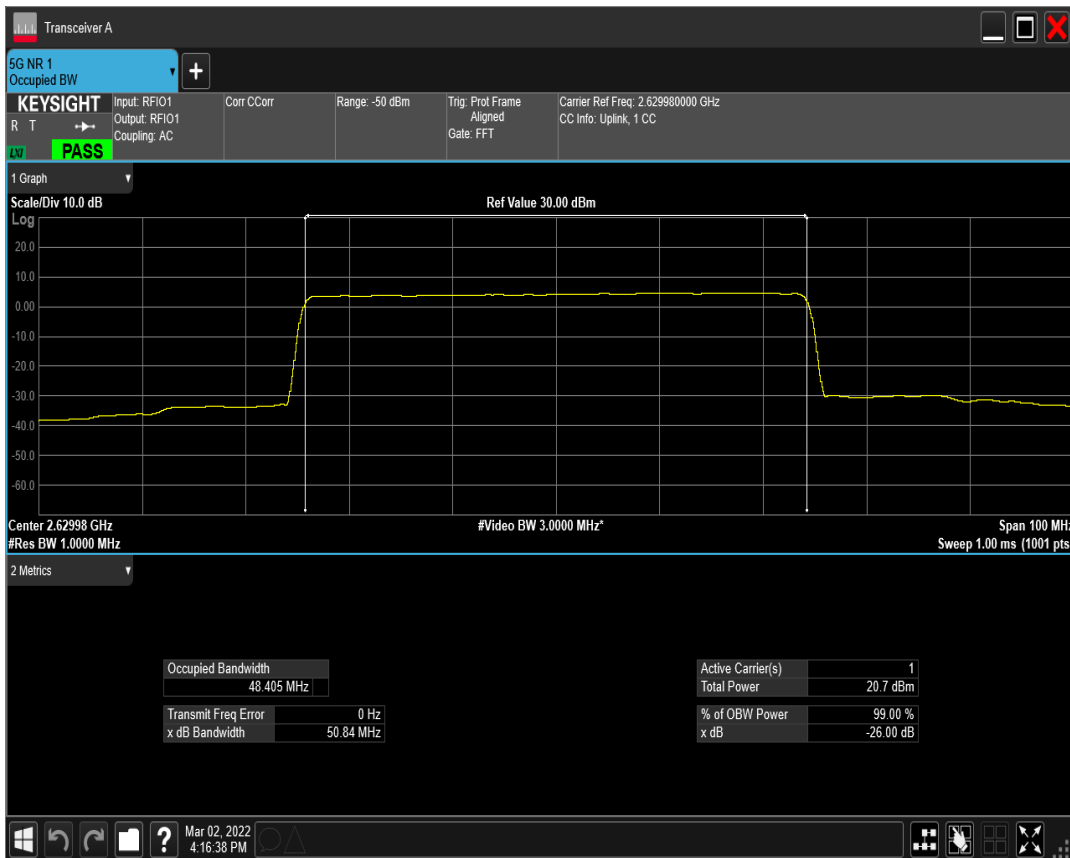 Transceiver A
5G NR 1
Occupied BW
+
KEYSIGHT
R T
LXI
PASS
Input: RFIO1
Output: RFIO1
Coupling: AC
Corr CCorr
Range: -50 dBm
Trig: Prot Frame
Aligned
Gate: FFT
Carrier Ref Freq: 2.629980000 GHz
CC Info: Uplink, 1 CC
1 Graph
Scale/Div 10.0 dB
Ref Value 30.00 dBm
Log
20.0
10.0
0.00
-10.0
-20.0
-30.0
-40.0
-50.0
-60.0
Center 2.62998 GHz
#Video BW 3.0000 MHz*
Span 100 MHz
#Res BW 1.0000 MHz
Sweep 1.00 ms (1001 pts
2 Metrics
Occupied Bandwidth
48.405 MHz
Transmit Freq Error 0 Hz
x dB Bandwidth 50.84 MHz
Active Carrier(s) 1
Total Power 20.7 dBm
% of OBW Power 99.00 %
x dB -26.00 dB
?
Mar 02, 2022
4:16:38 PM